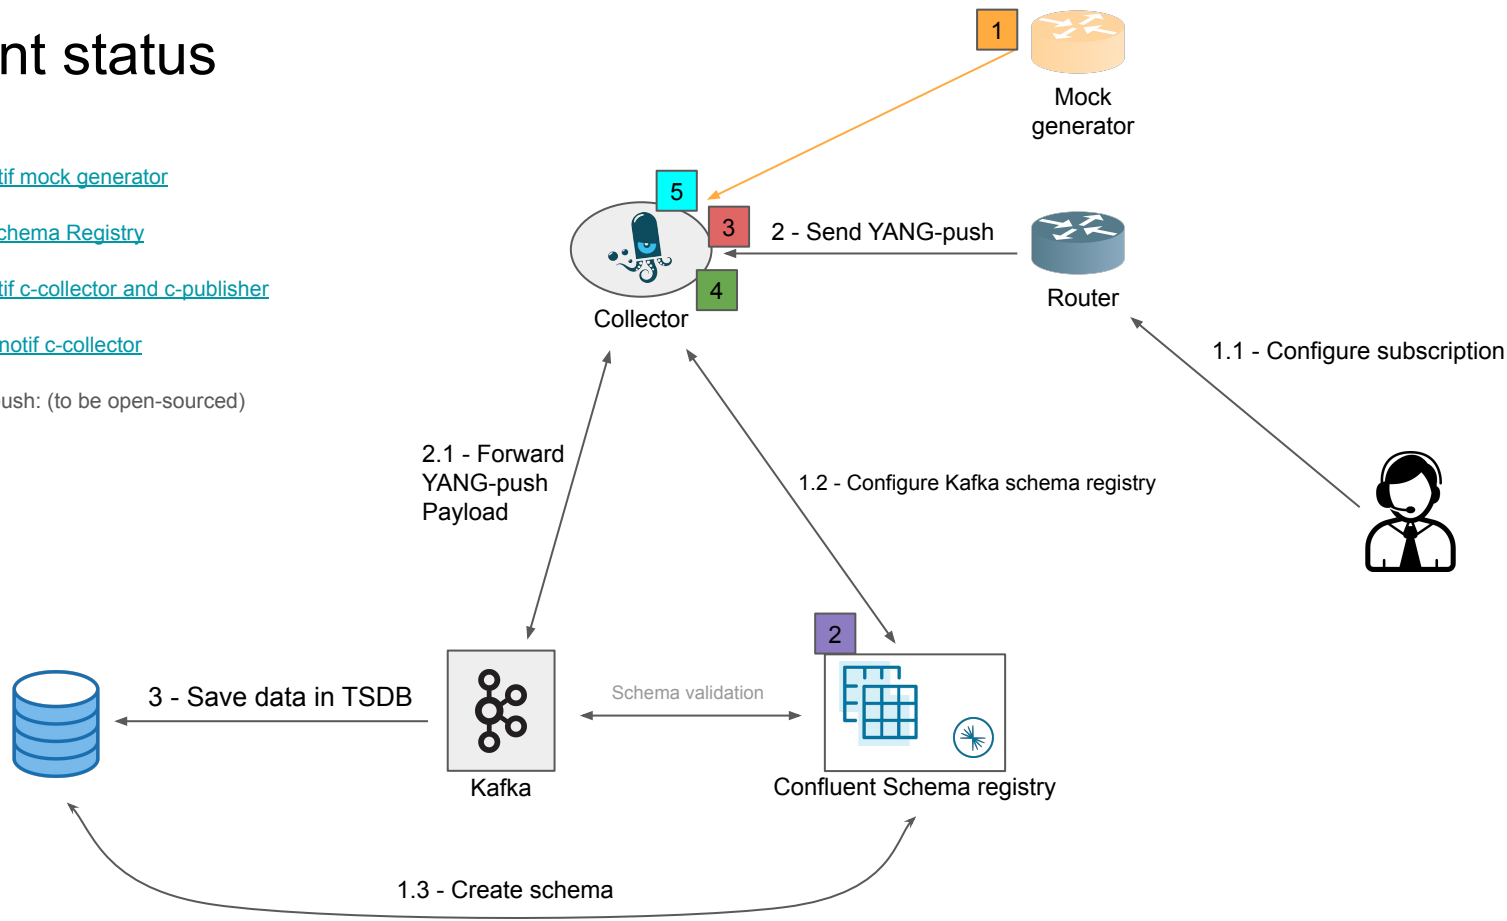 nt status
tif mock generator
chema Registry
tif c-collector and c-publisher
notif c-collector
push: (to be open-sourced)
1
Mock
generator
5
3
4
Collector
2 - Send YANG-push
Router
1.1 - Configure subscription
2.1 - Forward
YANG-push
Payload
1.2 - Configure Kafka schema registry
2
3 - Save data in TSDB
Schema validation
Kafka
Confluent Schema registry
1.3 - Create schema